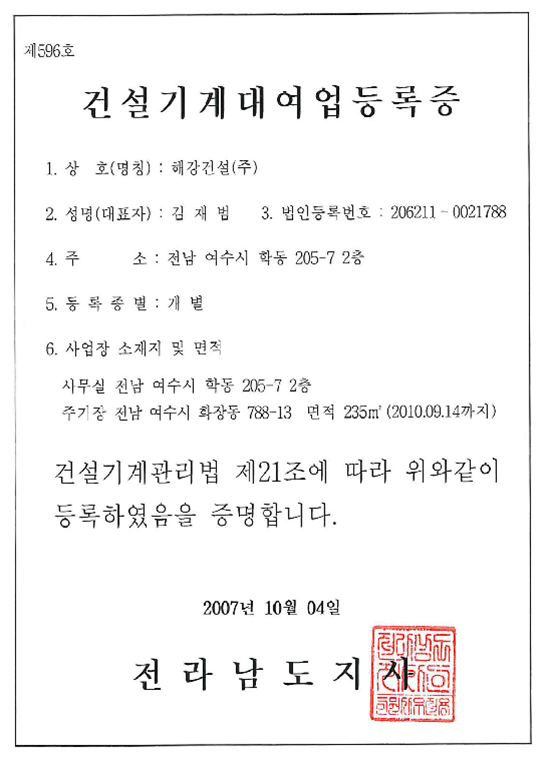 제596호
건설기계대여업등록증
1. 상 호(명칭) : 해강건설(주)
2. 성명(대표자) : 김 재 범 3. 법인등록번호 : 206211-0021788
4. 주 소 : 전남 여수시 학동 205-7 2층
5. 등 록 종 별 : 개 별
6. 사업장 소재지 및 면적
사무실 전남 여수시 학동 205-7 2층
주기장 전남 여수시 화장동 788-13 면적 235㎡ (2010.09.14까지)
건설기계관리법 제21조에 따라 위와같이
등록하였음을 증명합니다.
2007년 10월 04일
전라남도지사